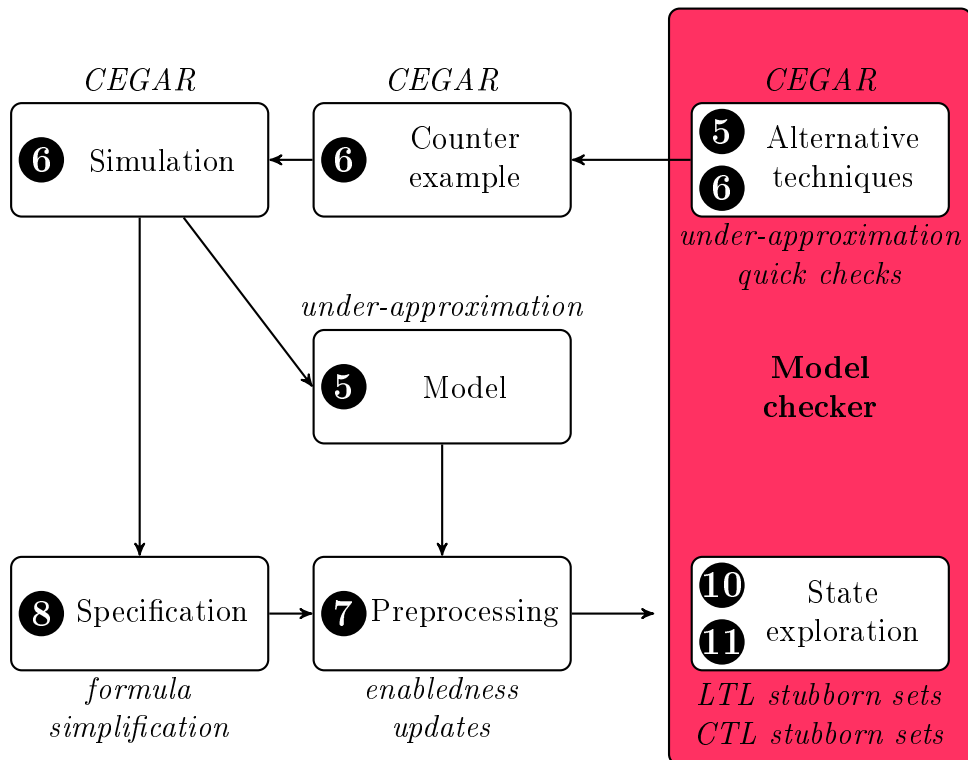 CEGAR
CEGAR
CEGAR
6 Simulation
6 Counter
example
5 Alternative
6 techniques
under-approximation
quick checks
under-approximation
5 Model
Model
checker
8 Specification
7 Preprocessing
10 State
11 exploration
formula
simplification
enabledness
updates
LTL stubborn sets
CTL stubborn sets